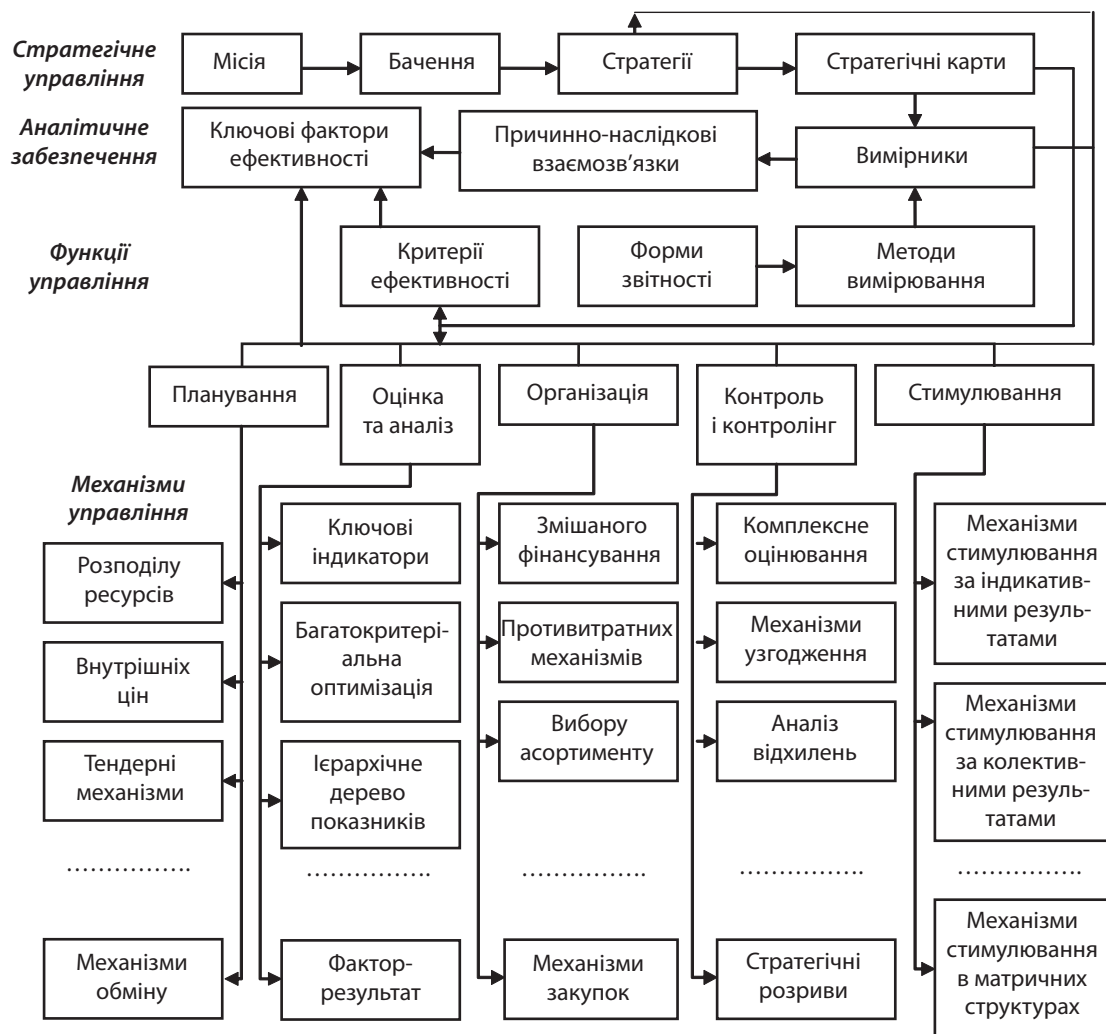 Стратегічне
управління
Місія
Бачення
Стратегії
Стратегічні карти
Аналітичне
забезпечення
Ключові фактори
ефективності
Причинно-наслідкові
взаємозв'язки
Вимірники
Функції
управління
Критерії
ефективності
Форми
звітності
Методи
вимірювання
Планування
Оцінка
та аналіз
Організація
Контроль
і контролінг
Стимулювання
Механізми
управління
Розподілу
ресурсів
Внутрішніх
цін
Тендерні
механізми
……………
Механізми
обміну
Ключові
індикатори
Багатокритері-
альна
оптимізація
Ієрархічне
дерево
показників
……………
Фактор-
результат
Змішаного
фінансування
Противитратних
механізмів
Вибору
асортименту
……………
Механізми
закупок
Комплексне
оцінювання
Механізми
узгодження
Аналіз
відхилень
……………
Стратегічні
розриви
Механізми
стимулювання
за індикатив-
ними резуль-
татами
Механізми
стимулювання
за колектив-
ними резуль-
татами
……………
Механізми
стимулювання
в матричних
структурах